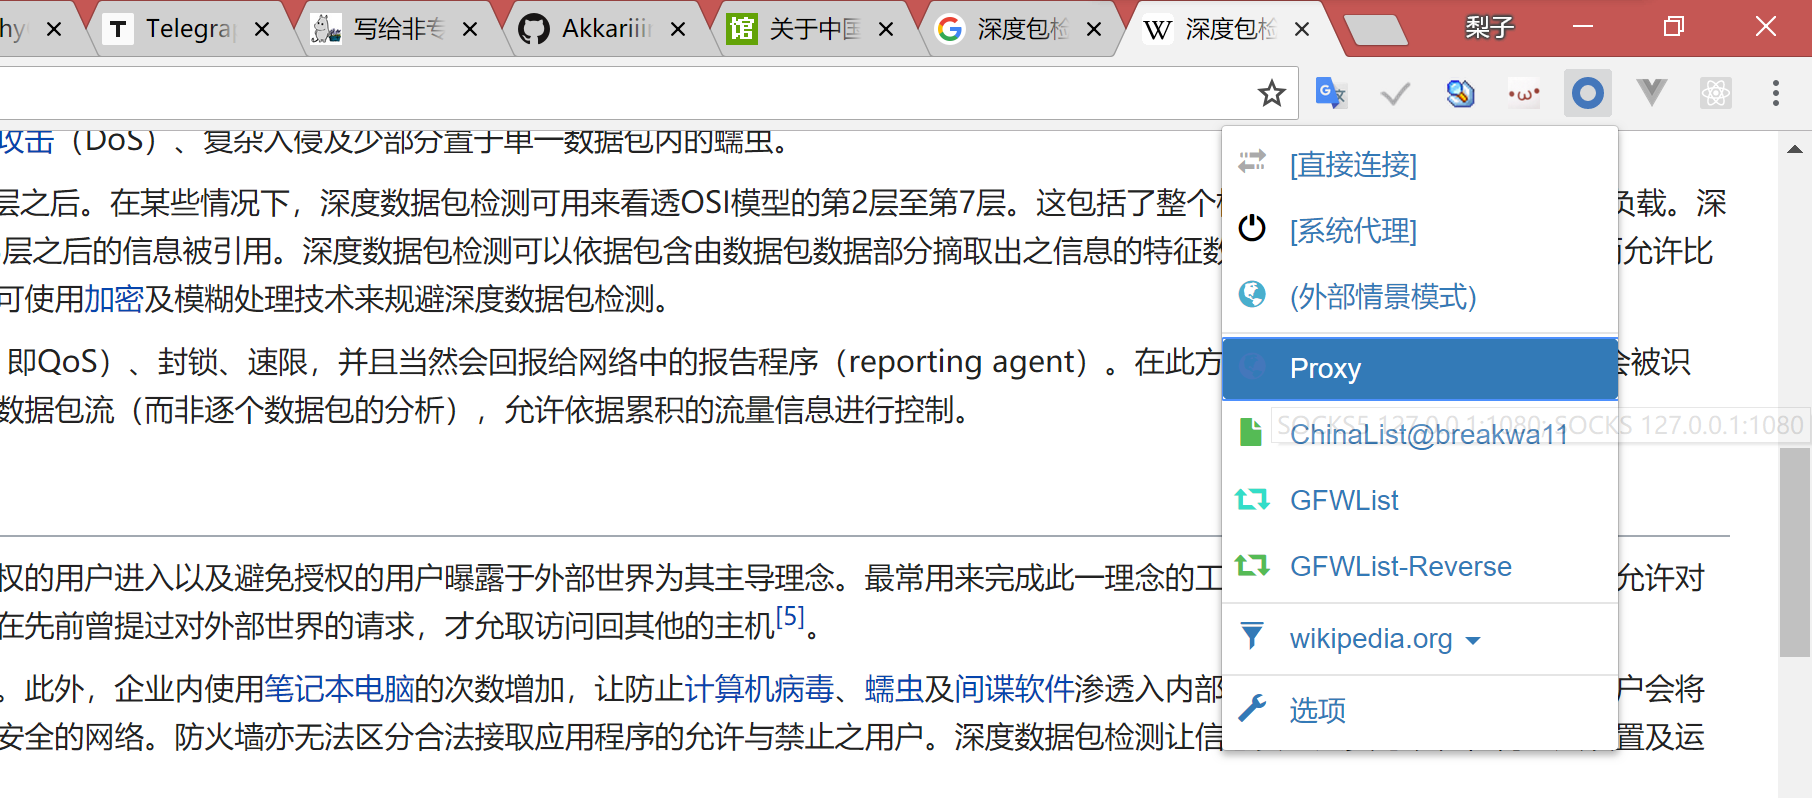 hy
Telegra
写给非专
Akkariiin
关于中国
深度包检
深度包检
梨子
攻击（DoS）、复杂入侵及少部分置于单一数据包内的蠕虫。
层之后。在某些情况下，深度数据包检测可用来看透OSI模型的第2层至第7层。这包括了整个
负载。深
层之后的信息被引用。深度数据包检测可以依据包含由数据包数据部分摘取出之信息的特征数
而允许比
可使用加密及模糊处理技术来规避深度数据包检测。
即QoS）、封锁、速限，并且当然会回报给网络中的报告程序（reporting agent）。在此方
会被识
数据包流（而非逐个数据包的分析），允许依据累积的流量信息进行控制。
权的用户进入以及避免授权的用户曝露于外部世界为其主导理念。最常用来完成此一理念的工
允许对
在先前曾提过对外部世界的请求，才允取访问回其他的主机[5]。
。此外，企业内使用笔记本电脑的次数增加，让防止计算机病毒、蠕虫及间谍软件渗透入内部
户会将
安全的网络。防火墙亦无法区分合法接取应用程序的允许与禁止之用户。深度数据包检测让信
置及运
[直接连接]
[系统代理]
(外部情景模式)
Proxy
SOCKS5 127.0.0.1:1080; SOCKS 127.0.0.1:1080
ChinaList@breakwa11
GFWList
GFWList-Reverse
wikipedia.org
选项